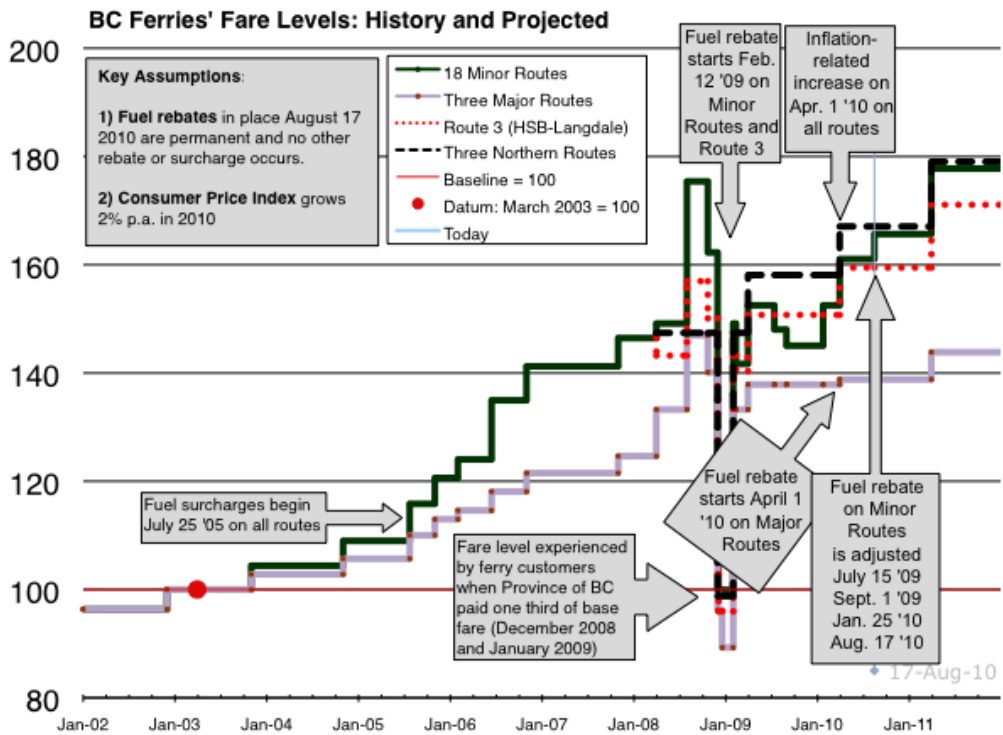 BC Ferries' Fare Levels: History and Projected
200
180
160
140
120
100
80
Key Assumptions:
1) Fuel rebates in place August 17
2010 are permanent and no other
rebate or surcharge occurs.
2) Consumer Price Index grows
2% p.a. in 2010
18 Minor Routes
Three Major Routes
Route 3 (HSB-Langdale)
Three Northern Routes
Baseline = 100
Datum: March 2003 = 100
Today
Fuel rebate
starts Feb.
12 '09 on
Minor
Routes and
Route 3
Inflation-
related
increase on
Apr. 1 '10 on
all routes
Fuel surcharges begin
July 25 '05 on all routes
Fare level experienced
by ferry customers
when Province of BC
paid one third of base
fare (December 2008
and January 2009)
Fuel rebate
starts April 1
'10 on Major
Routes
Fuel rebate
on Minor
Routes
is adjusted
July 15 '09
Sept. 1 '09
Jan. 25 '10
Aug. 17 '10
17-Aug-10
Jan-02
Jan-03
Jan-04
Jan-05
Jan-06
Jan-07
Jan-08
Jan-09
Jan-10
Jan-11